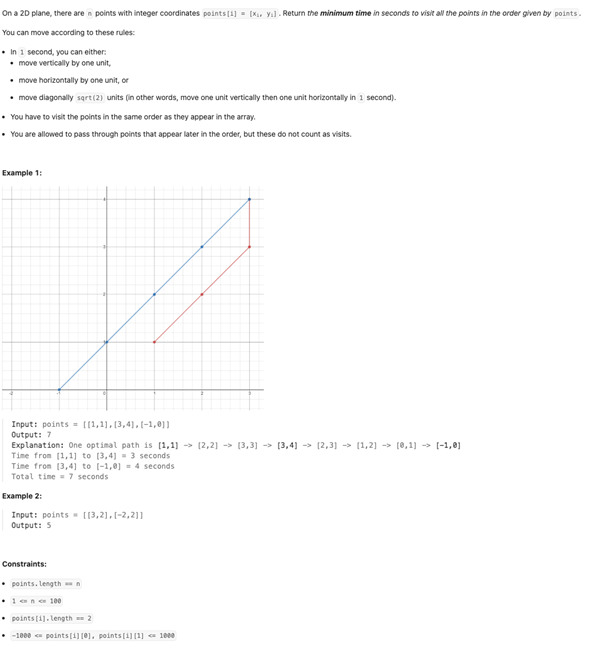 On a 2D plane, there are n points with integer coordinates points[i] = [xᵢ, yᵢ]. Return the minimum time in seconds to visit all the points in the order given by points.
You can move according to these rules:
• In 1 second, you can either:
• move vertically by one unit,
• move horizontally by one unit, or
• move diagonally sqrt(2) units (in other words, move one unit vertically then one unit horizontally in 1 second).
• You have to visit the points in the same order as they appear in the array.
• You are allowed to pass through points that appear later in the order, but these do not count as visits.
Example 1:
Input: points = [[1,1],[3,4],[-1,0]]
Output: 7
Explanation: One optimal path is [1,1] -> [2,2] -> [3,3] -> [3,4] -> [2,3] -> [1,2] -> [0,1] -> [-1,0]
Time from [1,1] to [3,4] = 3 seconds
Time from [3,4] to [-1,0] = 4 seconds
Total time = 7 seconds
Example 2:
Input: points = [[3,2],[-2,2]]
Output: 5
Constraints:
• points.length == n
• 1 <= n <= 100
• points[i].length == 2
• -1000 <= points[i][0], points[i][1] <= 1000